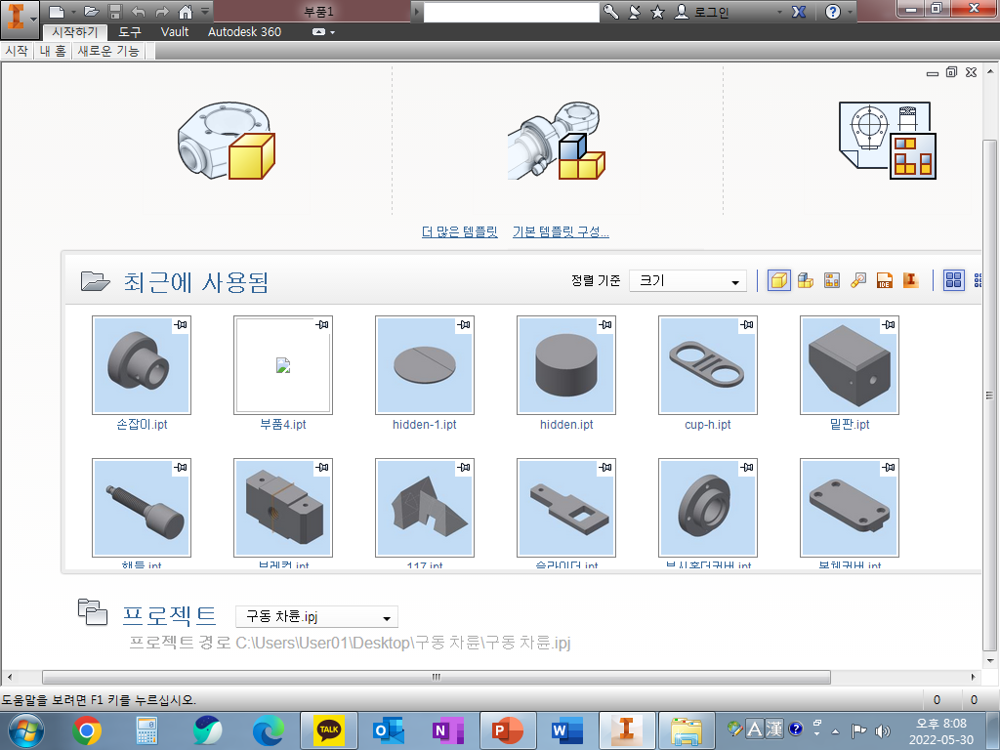 부품1
로그인
시작하기 도구 Vault Autodesk 360
시작 내 홈 새로운 기능
더 많은 템플릿 기본 템플릿 구성...
최근에 사용됨
정렬 기준 크기
IDE
손잡이.ipt 부품4.ipt hidden-1.ipt hidden.ipt cup-h.ipt 밑판.ipt
핸들.ipt 브레컷.ipt 117.ipt 슬라이더.ipt 부시홀더커버.ipt 본체커버.ipt
프로젝트 구동 차륜.ipj
프로젝트 경로 C:\Users\User01\Desktop\구동 차륜\구동 차륜.ipj
도움말을 보려면 F1 키를 누르십시오. 0 0
TALK A 漢
오후 8:08
2022-05-30